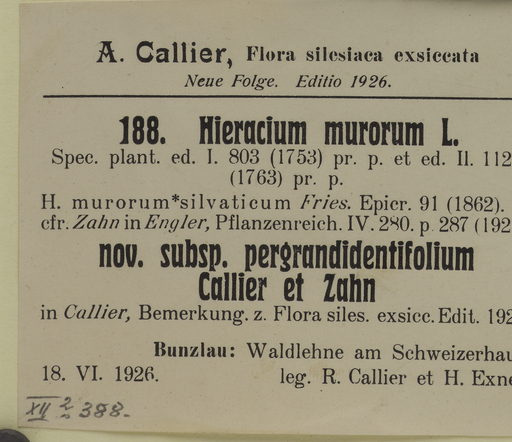 A. Callier, Flora silesiaca exsiccata
Neue Folge. Editio 1926.
188. Hieracium murorum L.
Spec. plant. ed. I. 803 (1753) pr. p. et ed. II. 112
(1763) pr. p.
H. murorum*silvaticum Fries. Epicr. 91 (1862).
cfr. Zahn in Engler, Pflanzenreich. IV. 280. p. 287 (192
nov. subsp. pergrandidentifolium
Callier et Zahn
in Callier, Bemerkung. z. Flora siles. exsicc. Edit. 192
Bunzlau: Waldlehne am Schweizerhau
18. VI. 1926. leg. R. Callier et H. Exne
XII 2 388.